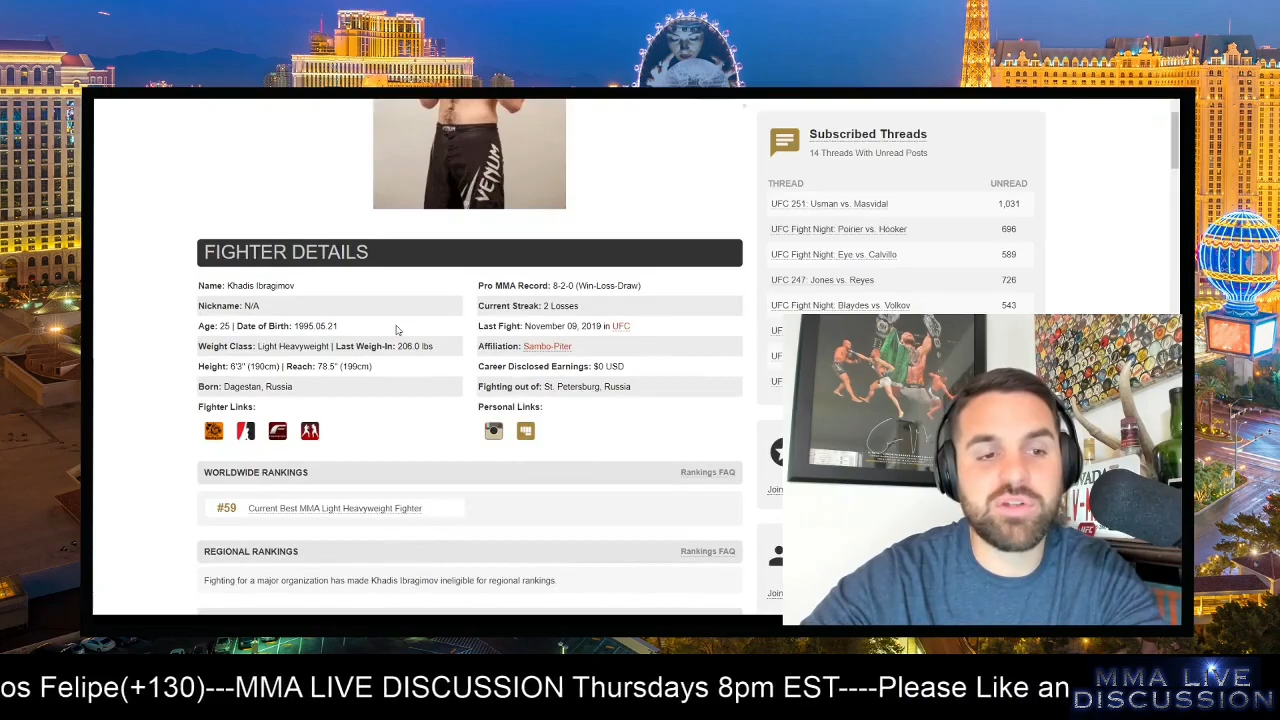 VENUM
FIGHTER DETAILS
Name: Khadis Ibragimov
Nickname: N/A
Age: 25 | Date of Birth: 1995.05.21
Weight Class: Light Heavyweight | Last Weigh-In: 206.0 lbs
Height: 6'3" (190cm) | Reach: 78.5" (199cm)
Born: Dagestan, Russia
Fighter Links:
Pro MMA Record: 8-2-0 (Win-Loss-Draw)
Current Streak: 2 Losses
Last Fight: November 09, 2019 in UFC
Affiliation: Sambo-Piter
Career Disclosed Earnings: $0 USD
Fighting out of: St. Petersburg, Russia
Personal Links:
WORLDWIDE RANKINGS
Rankings FAQ
#59 Current Best MMA Light Heavyweight Fighter
REGIONAL RANKINGS
Rankings FAQ
Fighting for a major organization has made Khadis Ibragimov ineligible for regional rankings.
Subscribed Threads
14 Threads With Unread Posts
THREAD UNREAD
UFC 251: Usman vs. Masvidal 1,031
UFC Fight Night: Poirier vs. Hooker 696
UFC Fight Night: Eye vs. Calvillo 589
UFC 247: Jones vs. Reyes 726
UFC Fight Night: Blaydes vs. Volkov 543
UF
UF
UF
Join
Join
UFC
os Felipe(+130)---MMA LIVE DISCUSSION Thursdays 8pm EST----Please Like an
MMA LIVE
DISCUSSION